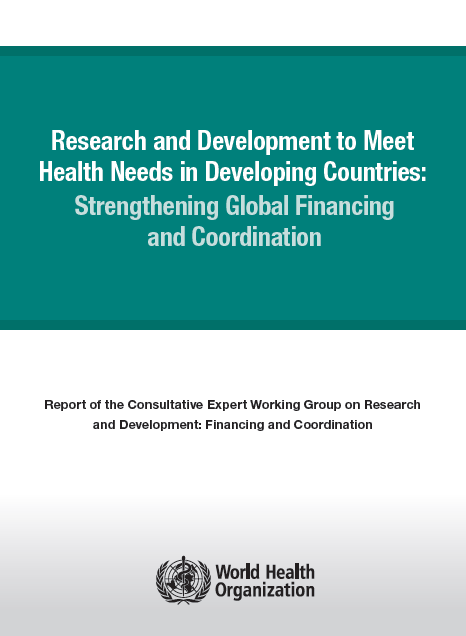 Research and Development to Meet
Health Needs in Developing Countries:
Strengthening Global Financing
and Coordination
Report of the Consultative Expert Working Group on Research
and Development: Financing and Coordination
World Health
Organization